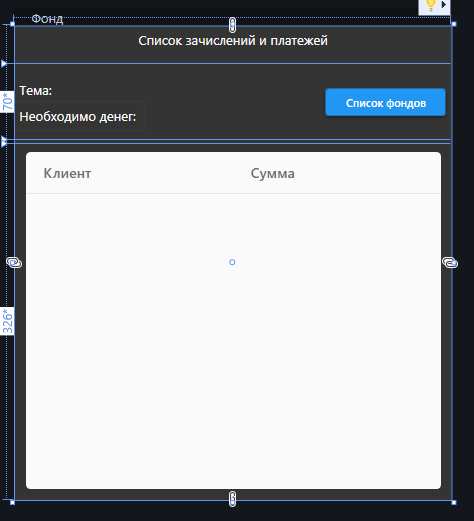 Фонд
Список зачислений и платежей
70*
Тема:
Необходимо денег:
Список фондов
Клиент Сумма
326*